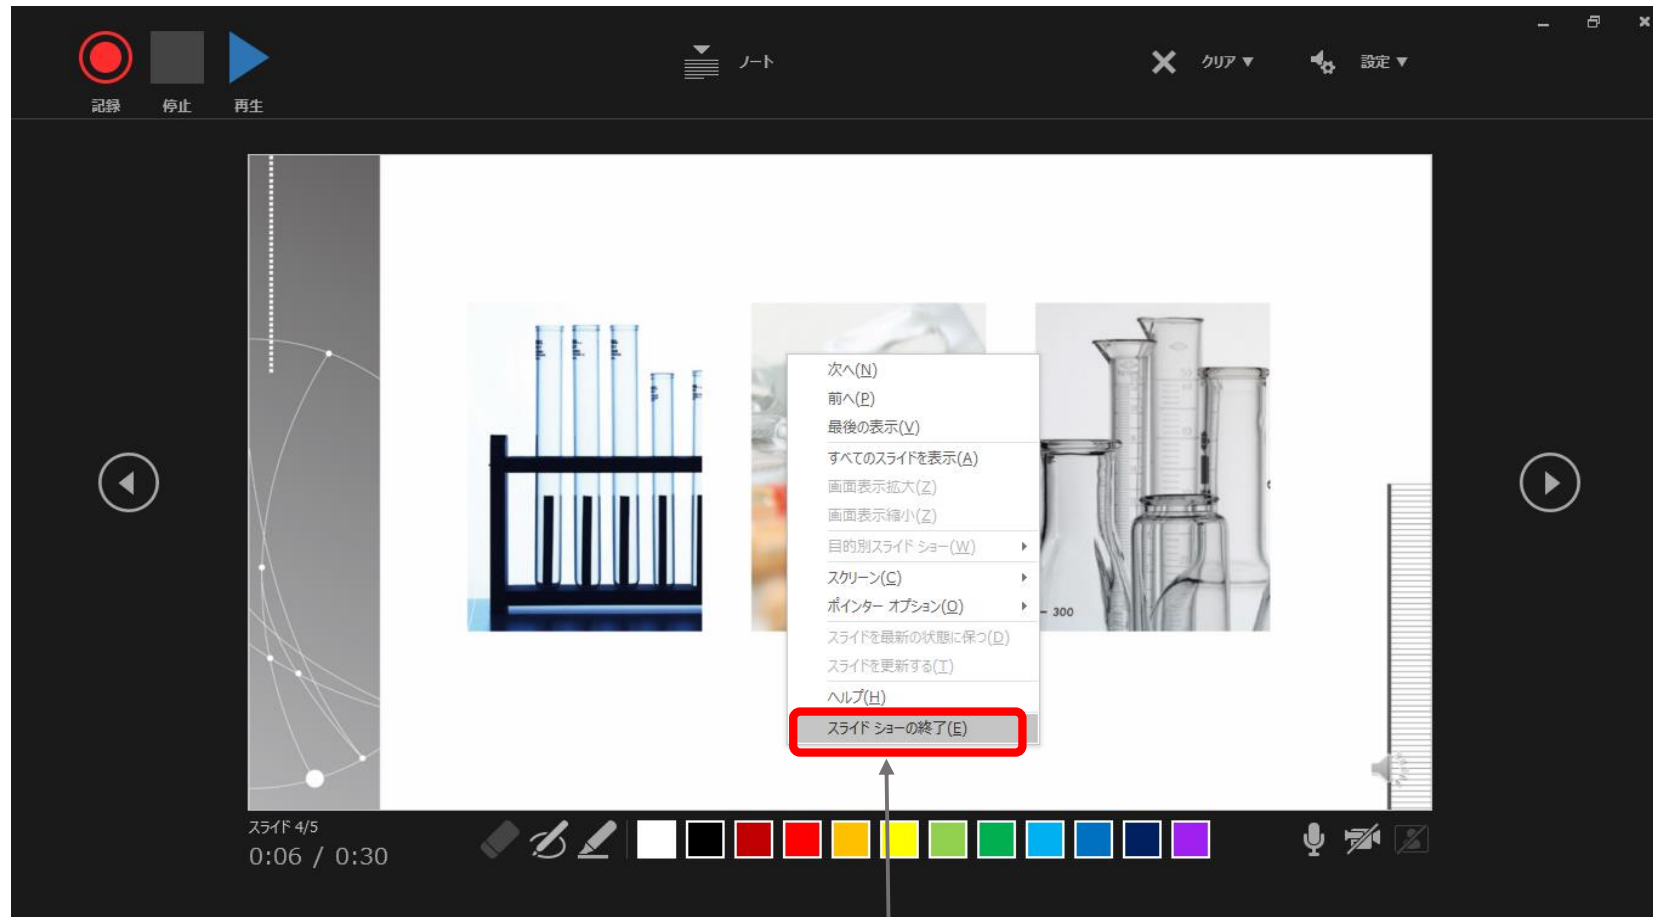 記録
停止
再生
ノート
クリア ▼
設定 ▼
次へ(N)
前へ(P)
最後の表示(V)
すべてのスライドを表示(A)
画面表示拡大(Z)
画面表示縮小(Z)
目的別スライド ショー(W)
スクリーン(C)
ポインター オプション(O)
スライドを最新の状態に保つ(D)
スライドを更新する(T)
ヘルプ(H)
スライド ショーの終了(E)
300
スライド 4/5
0:06 / 0:30